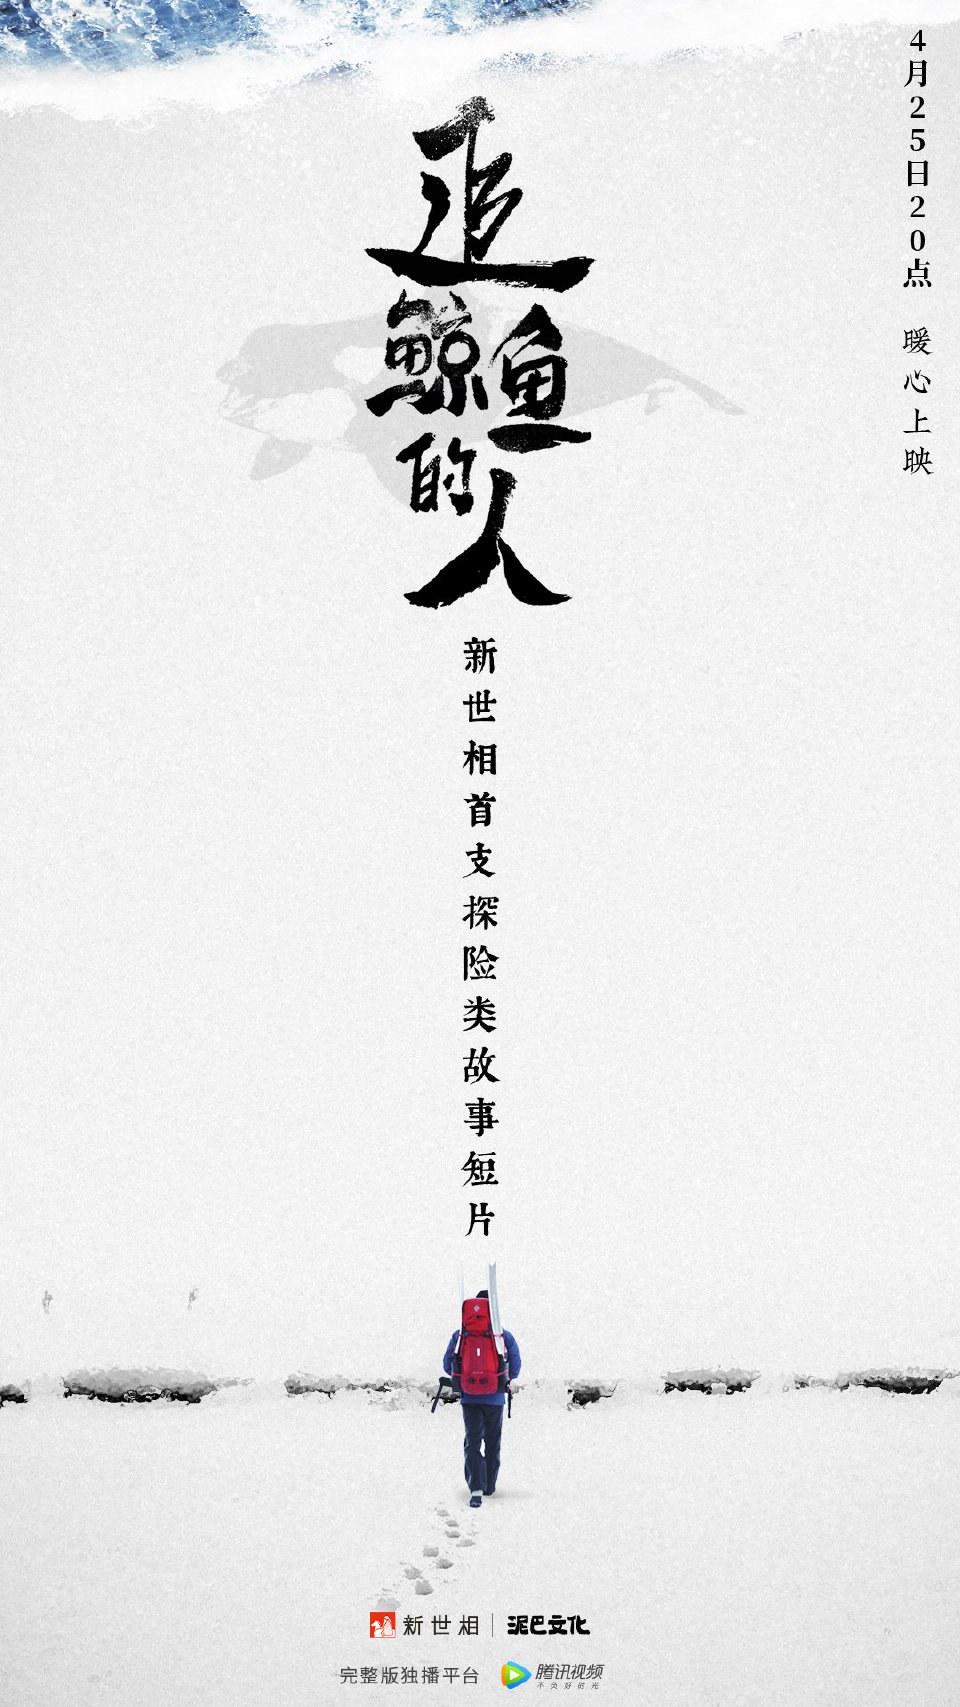 4月25日20点 暖心上映
追鲸鱼的人
新世相首支探险类故事短片
新世相 | 泥巴文化
完整版独播平台 腾讯视频
不负好时光